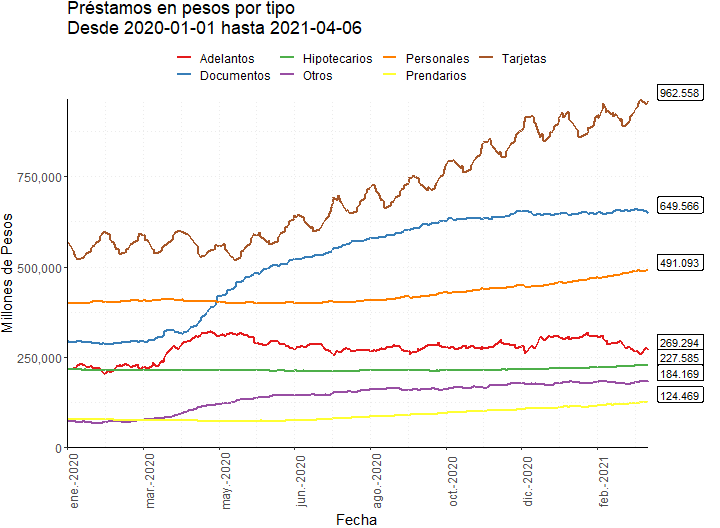 Préstamos en pesos por tipo
Desde 2020-01-01 hasta 2021-04-06
Adelantos Hipotecarios Personales Tarjetas
Documentos Otros Prendarios
Millones de Pesos
750,000
500,000
250,000
0
962.558
649.566
491.093
269.294
227.585
184.169
124.469
ene.-2020
mar.-2020
may.-2020
jun.-2020
ago.-2020
oct.-2020
dic.-2020
feb.-2021
Fecha